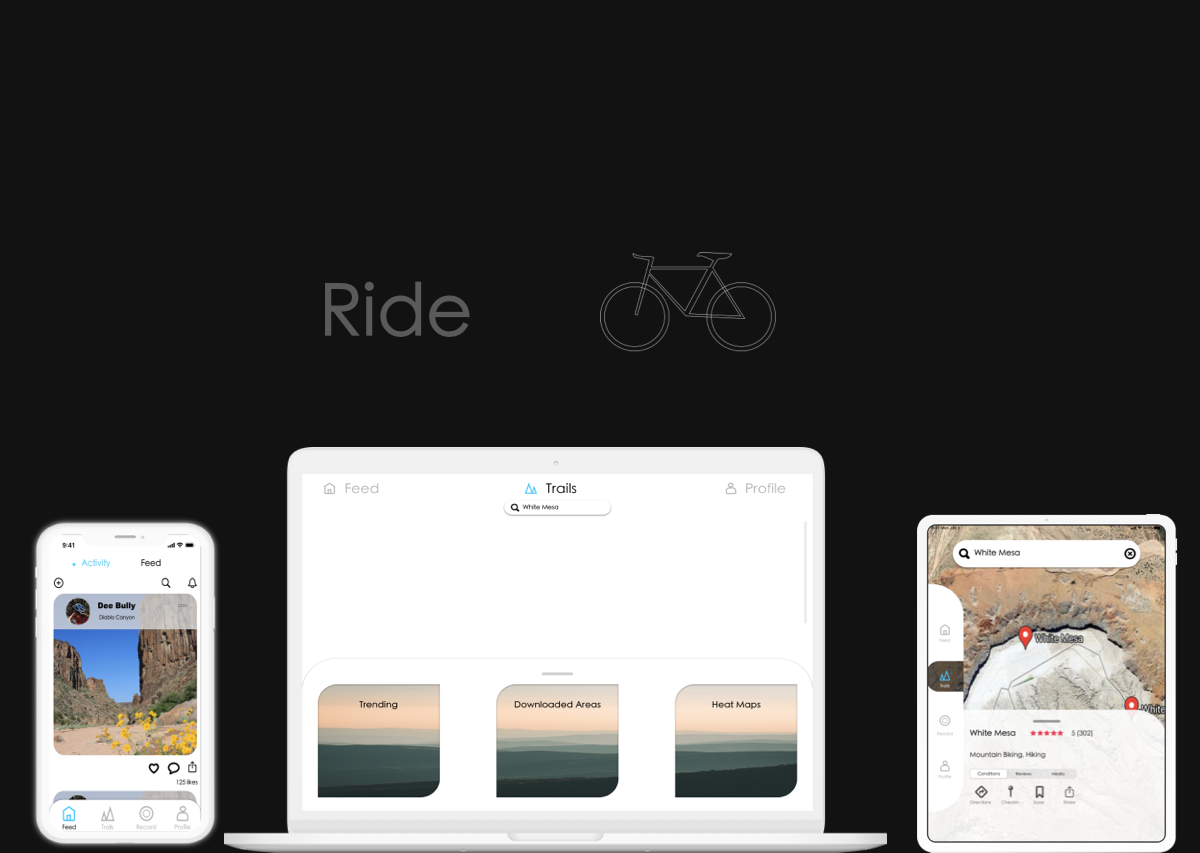 Ride
Feed
Trails
Profile
White Mesa
Trending
Downloaded Areas
Heat Maps
9:41
Activity
Feed
Dee Bully
Diablo Canyon
125 likes
Feed
Trails
Record
Profile
White Mesa
Feed
Trails
Record
Profile
White Mesa
White
White Mesa 5 (302)
Mountain Biking, Hiking
Conditions Reviews Media
Directions Check-in Save Share